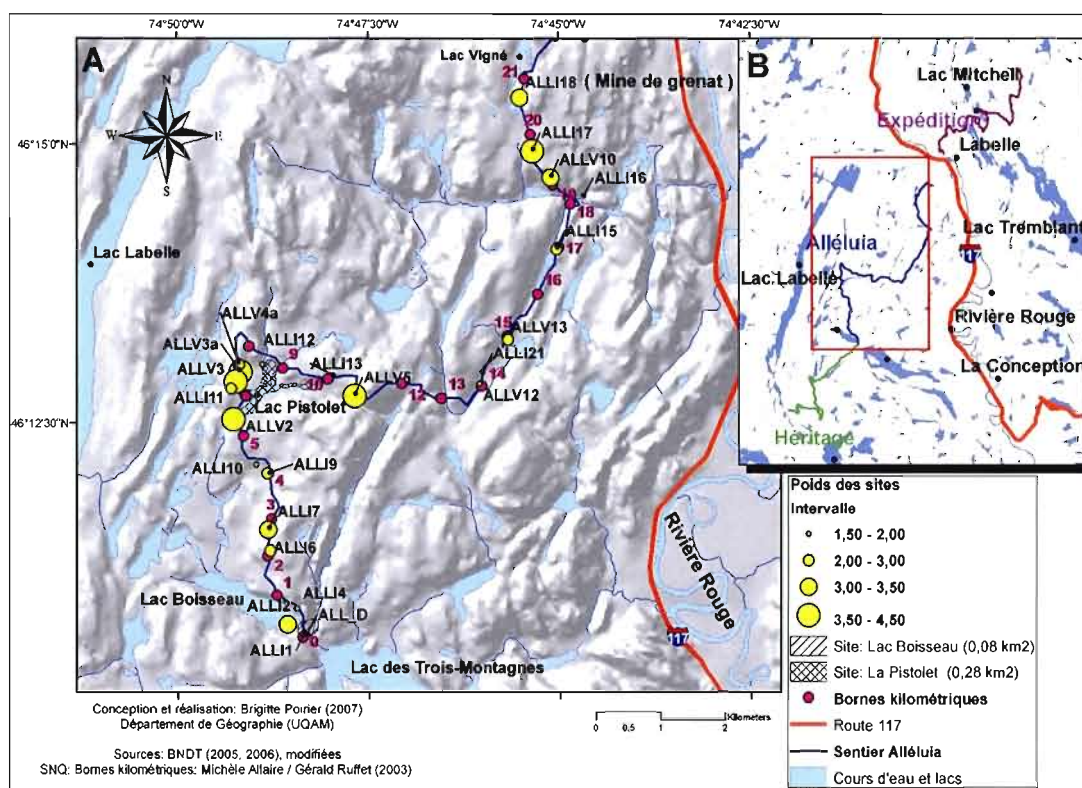 74°50'0"W
74°47'30"W
74°45'0"W
74°42'30"W
A
Lac Vigné
21
ALLI18 ( Mine de grenat )
20
ALLI17
ALLV10
ALLI16
19
18
ALLI15
17
16
15
ALLV13
ALLI21
14
ALLV12
13
12
N
W
E
S
46°15'0"N
Lac Labelle
ALLV4a
ALLI12
ALLV3a
9
ALLV3
ALLI13
10
ALLV5
ALLI11
Lac Pistolet
46°12'30"N
ALLV2
5
ALLI10
ALLI9
4
3
ALLI7
ALLI6
2
1
Lac Boisseau
ALLI4
ALLI2
ALLID
0
ALLI1
Lac des Trois-Montagnes
Rivière Rouge
117
B
Lac Mitchell
Expédition
Labelle
Alléluia
Lac Tremblant
117
Lac Labelle
Rivière Rouge
La Conception
Héritage
Poids des sites
Intervalle
1,50 - 2,00
2,00 - 3,00
3,00 - 3,50
3,50 - 4,50
Site: Lac Boisseau (0,08 km2)
Site: La Pistolet (0,28 km2)
Bornes kilométriques
Route 117
Sentier Alléluia
Cours d'eau et lacs
Conception et réalisation: Brigitte Poirier (2007)
Département de Géographie (UQAM)
0 0,5 1 2
Kilometers
Sources: BNDT (2005, 2006), modifiées
SNQ: Bornes kilométriques: Michèle Allaire / Gérald Ruffet (2003)